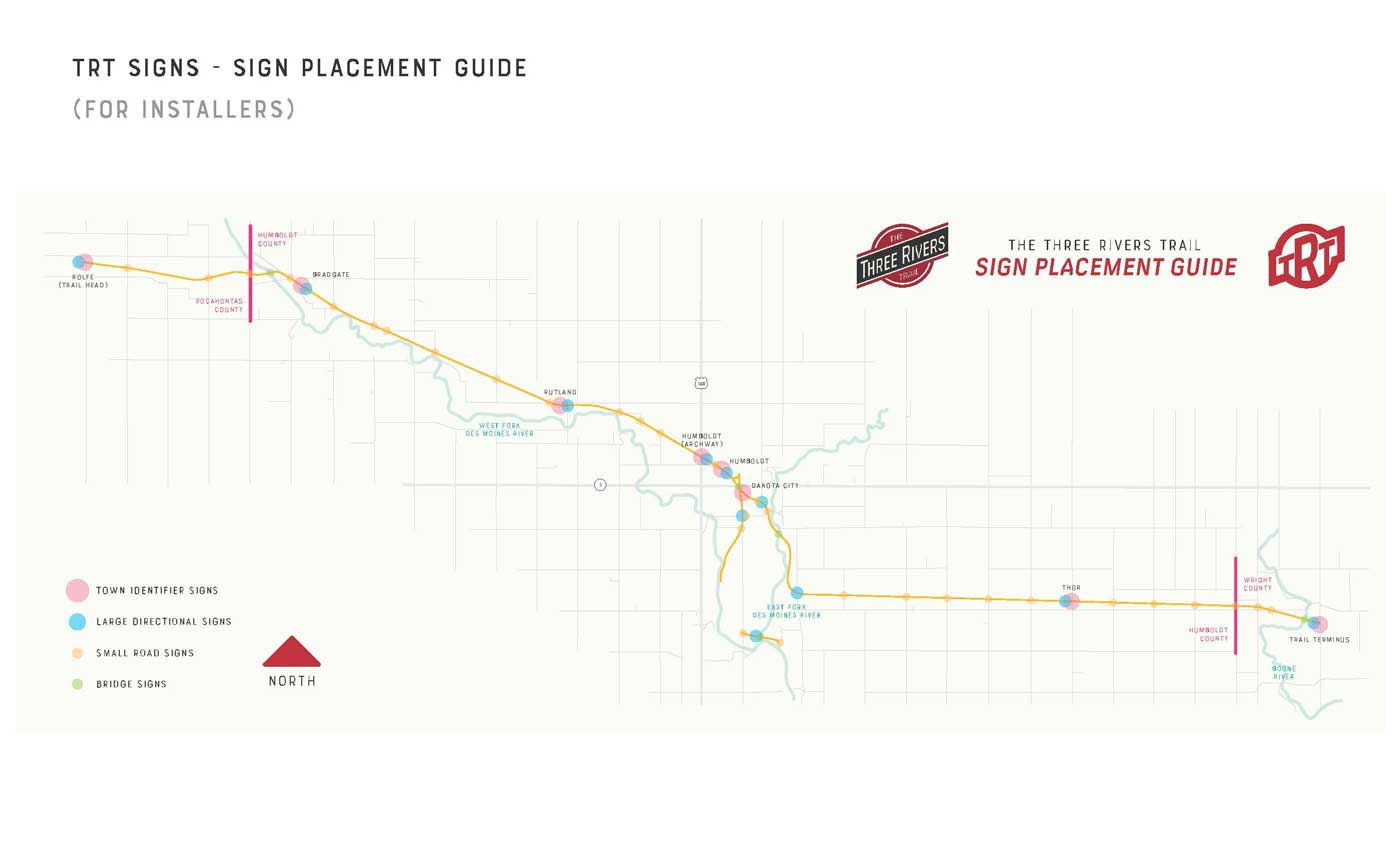 TRT SIGNS - SIGN PLACEMENT GUIDE
(FOR INSTALLERS)
THE
THREE RIVERS
TRAIL
THE THREE RIVERS TRAIL
SIGN PLACEMENT GUIDE
TRT
HUMBOLDT
COUNTY
ROLFE
(TRAIL HEAD)
BRADGATE
POCAHONTAS
COUNTY
169
RUTLAND
WEST FORK
DES MOINES RIVER
HUMBOLDT
(ARCHWAY)
HUMBOLDT
3
DAKOTA CITY
EAST FORK
DES MOINES RIVER
THOR
WRIGHT
COUNTY
HUMBOLDT
COUNTY
TRAIL TERMINUS
BOONE
RIVER
TOWN IDENTIFIER SIGNS
LARGE DIRECTIONAL SIGNS
SMALL ROAD SIGNS
BRIDGE SIGNS
NORTH